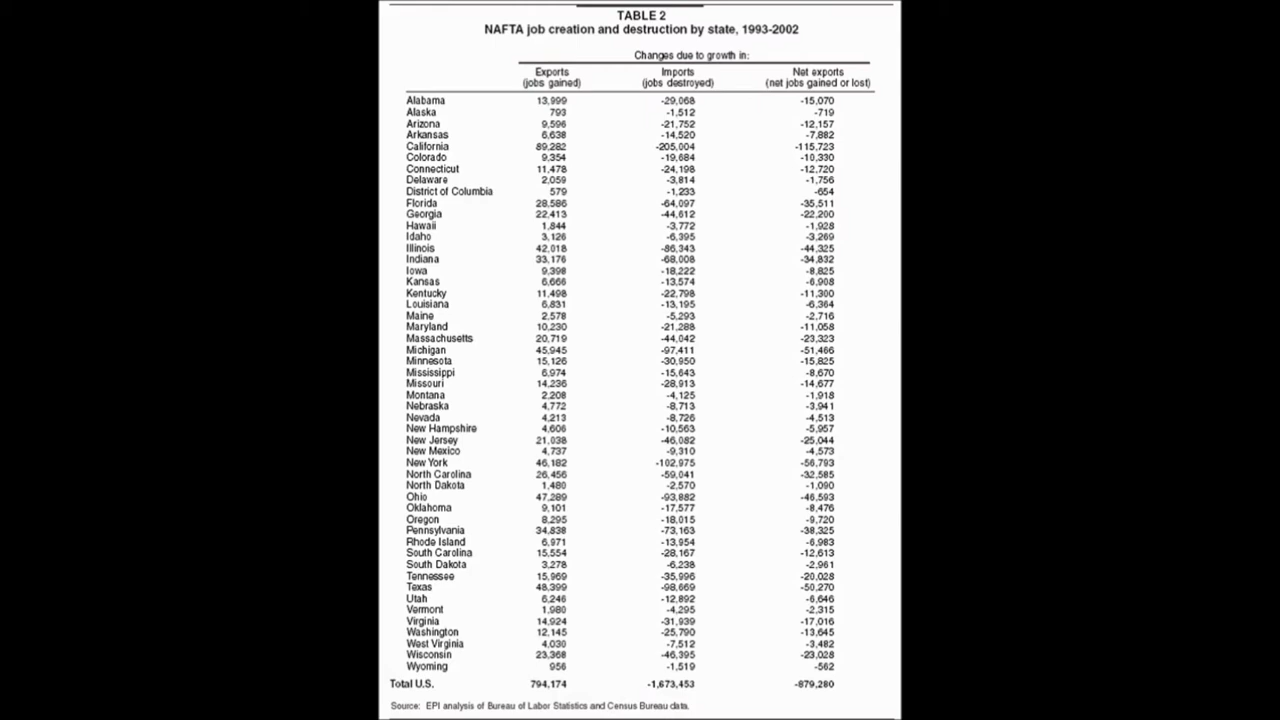 TABLE 2
NAFTA job creation and destruction by state, 1993-2002
Changes due to growth in:
Exports Imports Net exports
(jobs gained) (jobs destroyed) (net jobs gained or lost)
Alabama 13,999 -29,068 -15,070
Alaska 793 -1,512 -719
Arizona 9,596 -21,752 -12,157
Arkansas 6,638 -14,520 -7,882
California 89,282 -205,004 -115,723
Colorado 9,354 -19,684 -10,330
Connecticut 11,478 -24,198 -12,720
Delaware 2,059 -3,814 -1,756
District of Columbia 579 -1,233 -654
Florida 28,586 -64,097 -35,511
Georgia 22,413 -44,612 -22,200
Hawaii 1,844 -3,772 -1,928
Idaho 3,126 -6,395 -3,269
Illinois 42,018 -86,343 -44,325
Indiana 33,176 -68,008 -34,832
Iowa 9,398 -18,222 -8,825
Kansas 6,666 -13,574 -6,908
Kentucky 11,498 -22,798 -11,300
Louisiana 6,831 -13,195 -6,364
Maine 2,578 -5,293 -2,716
Maryland 10,230 -21,288 -11,058
Massachusetts 20,719 -44,042 -23,323
Michigan 45,945 -97,411 -51,466
Minnesota 15,126 -30,950 -15,825
Mississippi 6,974 -15,643 -8,670
Missouri 14,236 -28,913 -14,677
Montana 2,208 -4,125 -1,918
Nebraska 4,772 -8,713 -3,941
Nevada 4,213 -8,726 -4,513
New Hampshire 4,606 -10,563 -5,957
New Jersey 21,038 -46,082 -25,044
New Mexico 4,737 -9,310 -4,573
New York 46,182 -102,975 -56,793
North Carolina 26,456 -59,041 -32,585
North Dakota 1,480 -2,570 -1,090
Ohio 47,289 -93,882 -46,593
Oklahoma 9,101 -17,577 -8,476
Oregon 8,295 -18,015 -9,720
Pennsylvania 34,838 -73,163 -38,325
Rhode Island 6,971 -13,954 -6,983
South Carolina 15,554 -28,167 -12,613
South Dakota 3,278 -6,238 -2,961
Tennessee 15,969 -35,996 -20,028
Texas 48,399 -98,669 -50,270
Utah 6,246 -12,892 -6,646
Vermont 1,980 -4,295 -2,315
Virginia 14,924 -31,939 -17,016
Washington 12,145 -25,790 -13,645
West Virginia 4,030 -7,512 -3,482
Wisconsin 23,368 -46,395 -23,028
Wyoming 956 -1,519 -562
Total U.S. 794,174 -1,673,453 -879,280
Source: EPI analysis of Bureau of Labor Statistics and Census Bureau data.